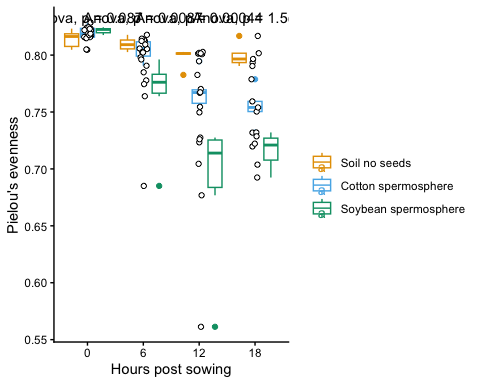 0.80
0.75
0.70
0.65
0.60
0.55
Pielou's evenness
0
6
12
18
Hours post sowing
Soil no seeds
Cotton spermosphere
Soybean spermosphere